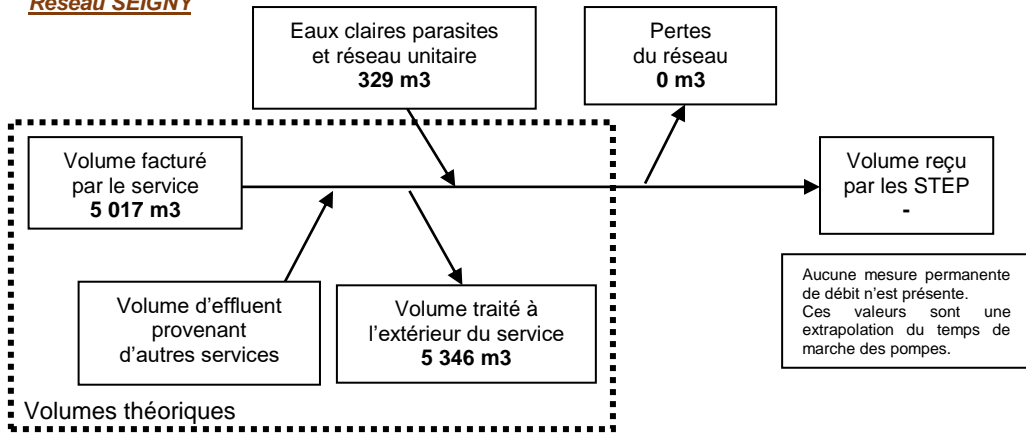 Réseau SEIGNY
Eaux claires parasites
et réseau unitaire
329 m3
Pertes
du réseau
0 m3
Volume facturé
par le service
5 017 m3
Volume reçu
par les STEP
-
Volume d'effluent
provenant
d'autres services
Volume traité à
l'extérieur du service
5 346 m3
Aucune mesure permanente
de débit n'est présente.
Ces valeurs sont une
extrapolation du temps de
marche des pompes.
Volumes théoriques